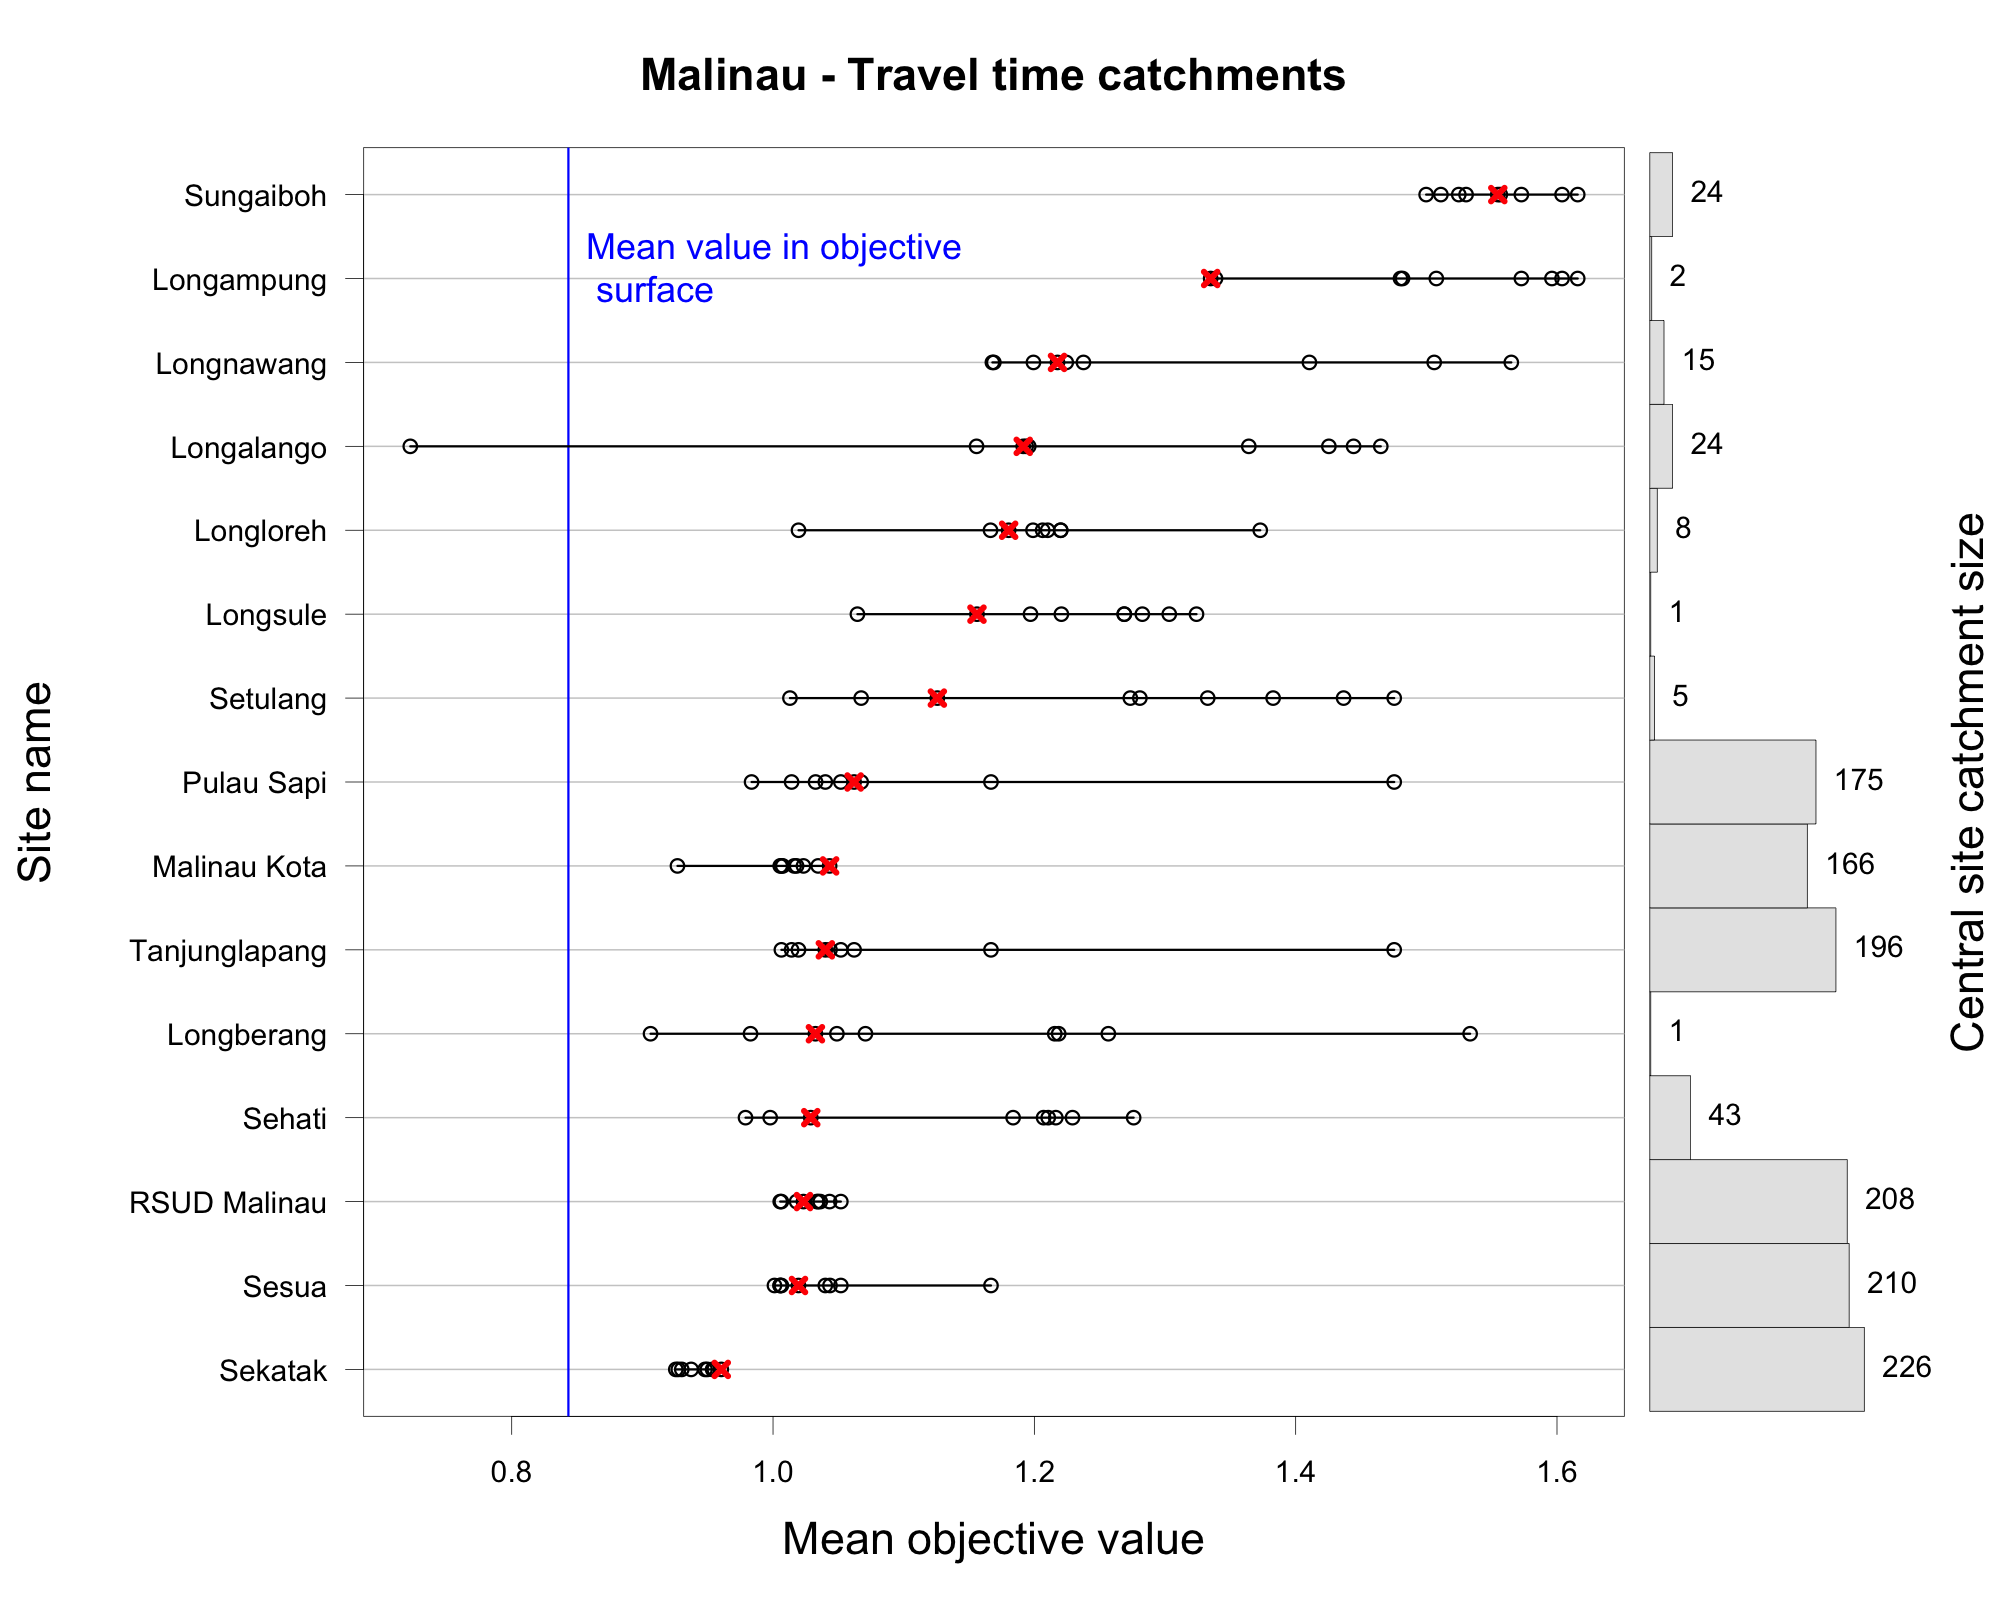 Malinau - Travel time catchments
Sungaiboh
24
Mean value in objective
surface
Longampung
2
Longnawang
15
Longalango
24
Longloreh
8
Longsule
1
Setulang
5
Pulau Sapi
175
Malinau Kota
166
Tanjunglapang
196
Longberang
1
Sehati
43
RSUD Malinau
208
Sesua
210
Sekatak
226
Site name
Central site catchment size
0.8 1.0 1.2 1.4 1.6
Mean objective value